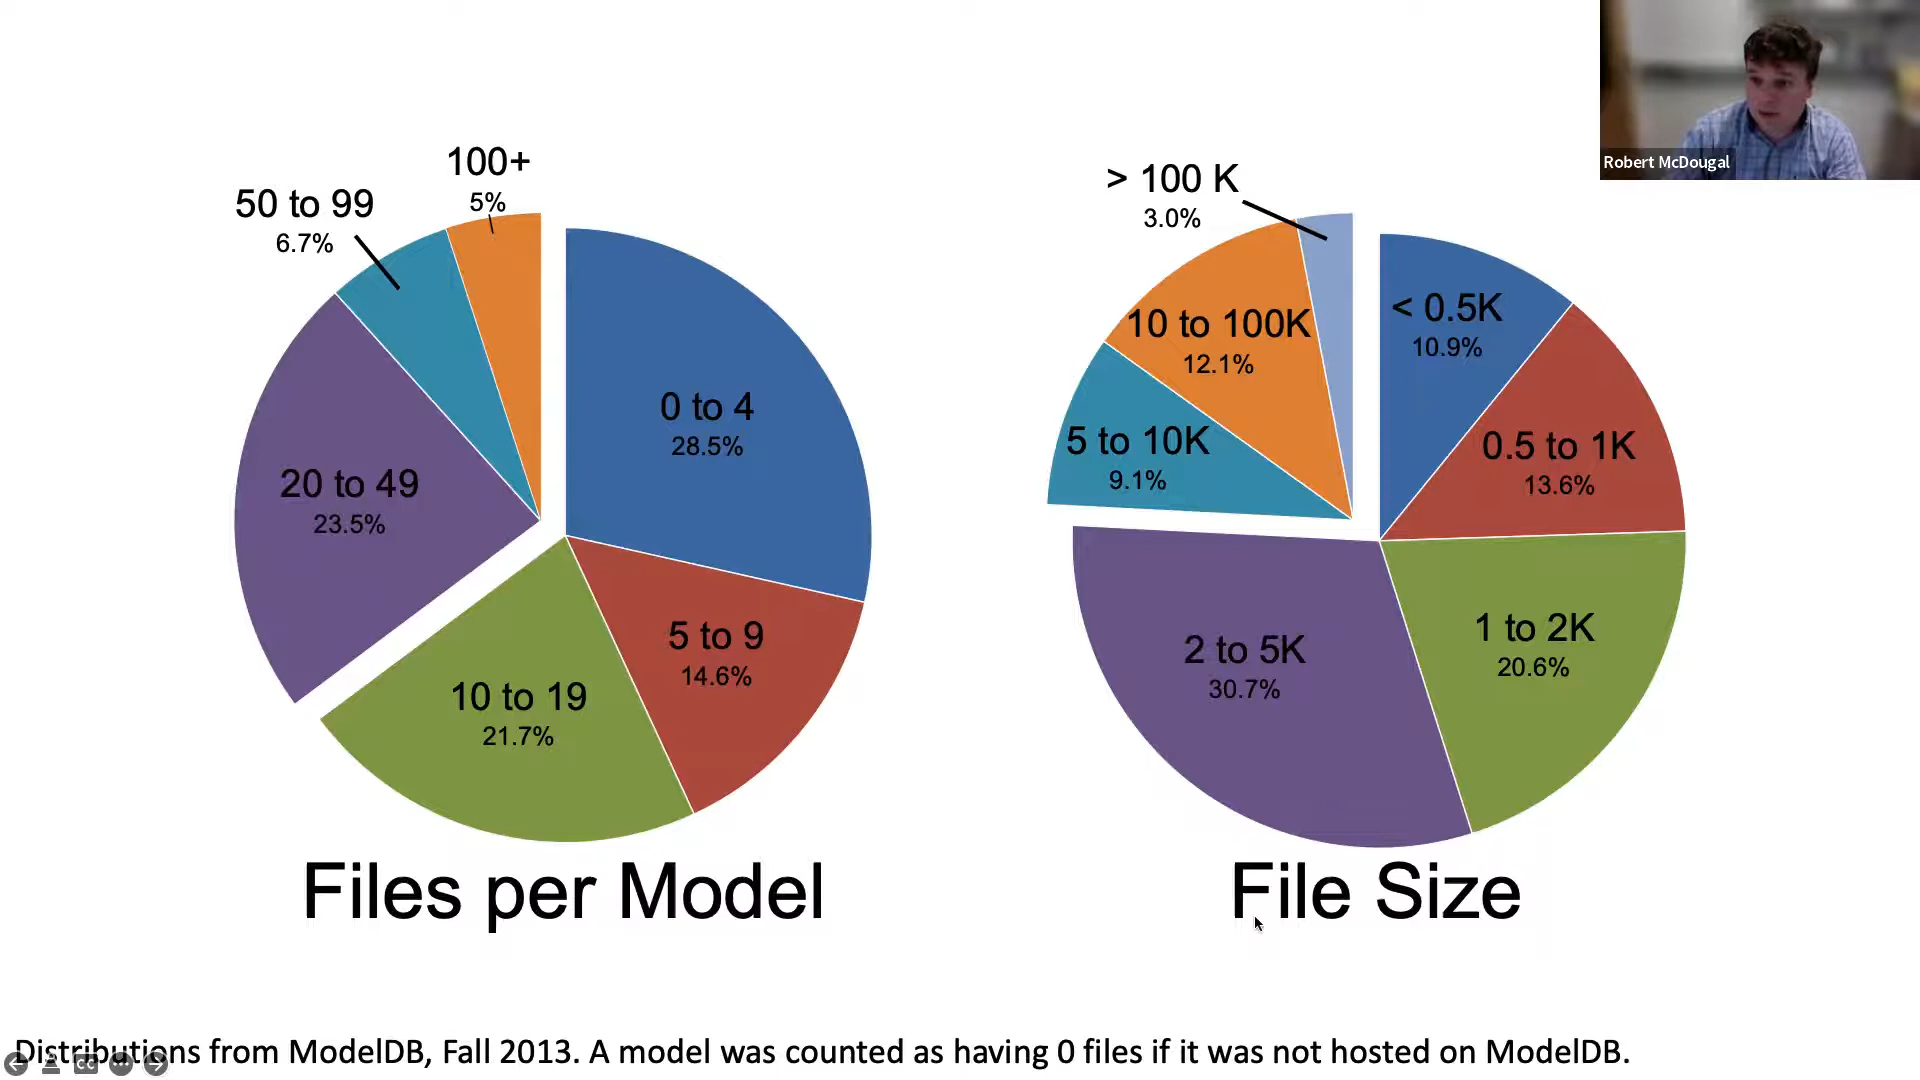 Robert McDougal
100+
5%
50 to 99
6.7%
0 to 4
28.5%
20 to 49
23.5%
5 to 9
14.6%
10 to 19
21.7%
Files per Model
> 100 K
3.0%
< 0.5K
10.9%
10 to 100K
12.1%
5 to 10K
9.1%
0.5 to 1K
13.6%
1 to 2K
20.6%
2 to 5K
30.7%
File Size
Distributions from ModelDB, Fall 2013. A model was counted as having 0 files if it was not hosted on ModelDB.
CC